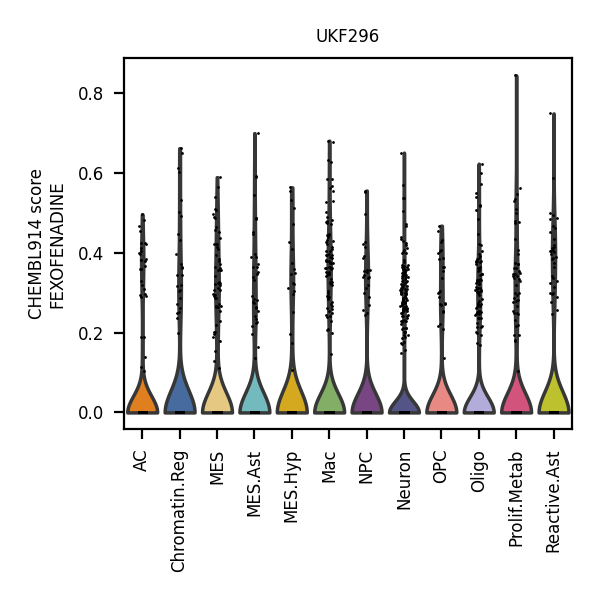 UKF296
CHEMBL914 score
FEXOFENADINE
0.8
0.6
0.4
0.2
0.0
AC
Chromatin.Reg
MES
MES.Ast
MES.Hyp
Mac
NPC
Neuron
OPC
Oligo
Prolif.Metab
Reactive.Ast